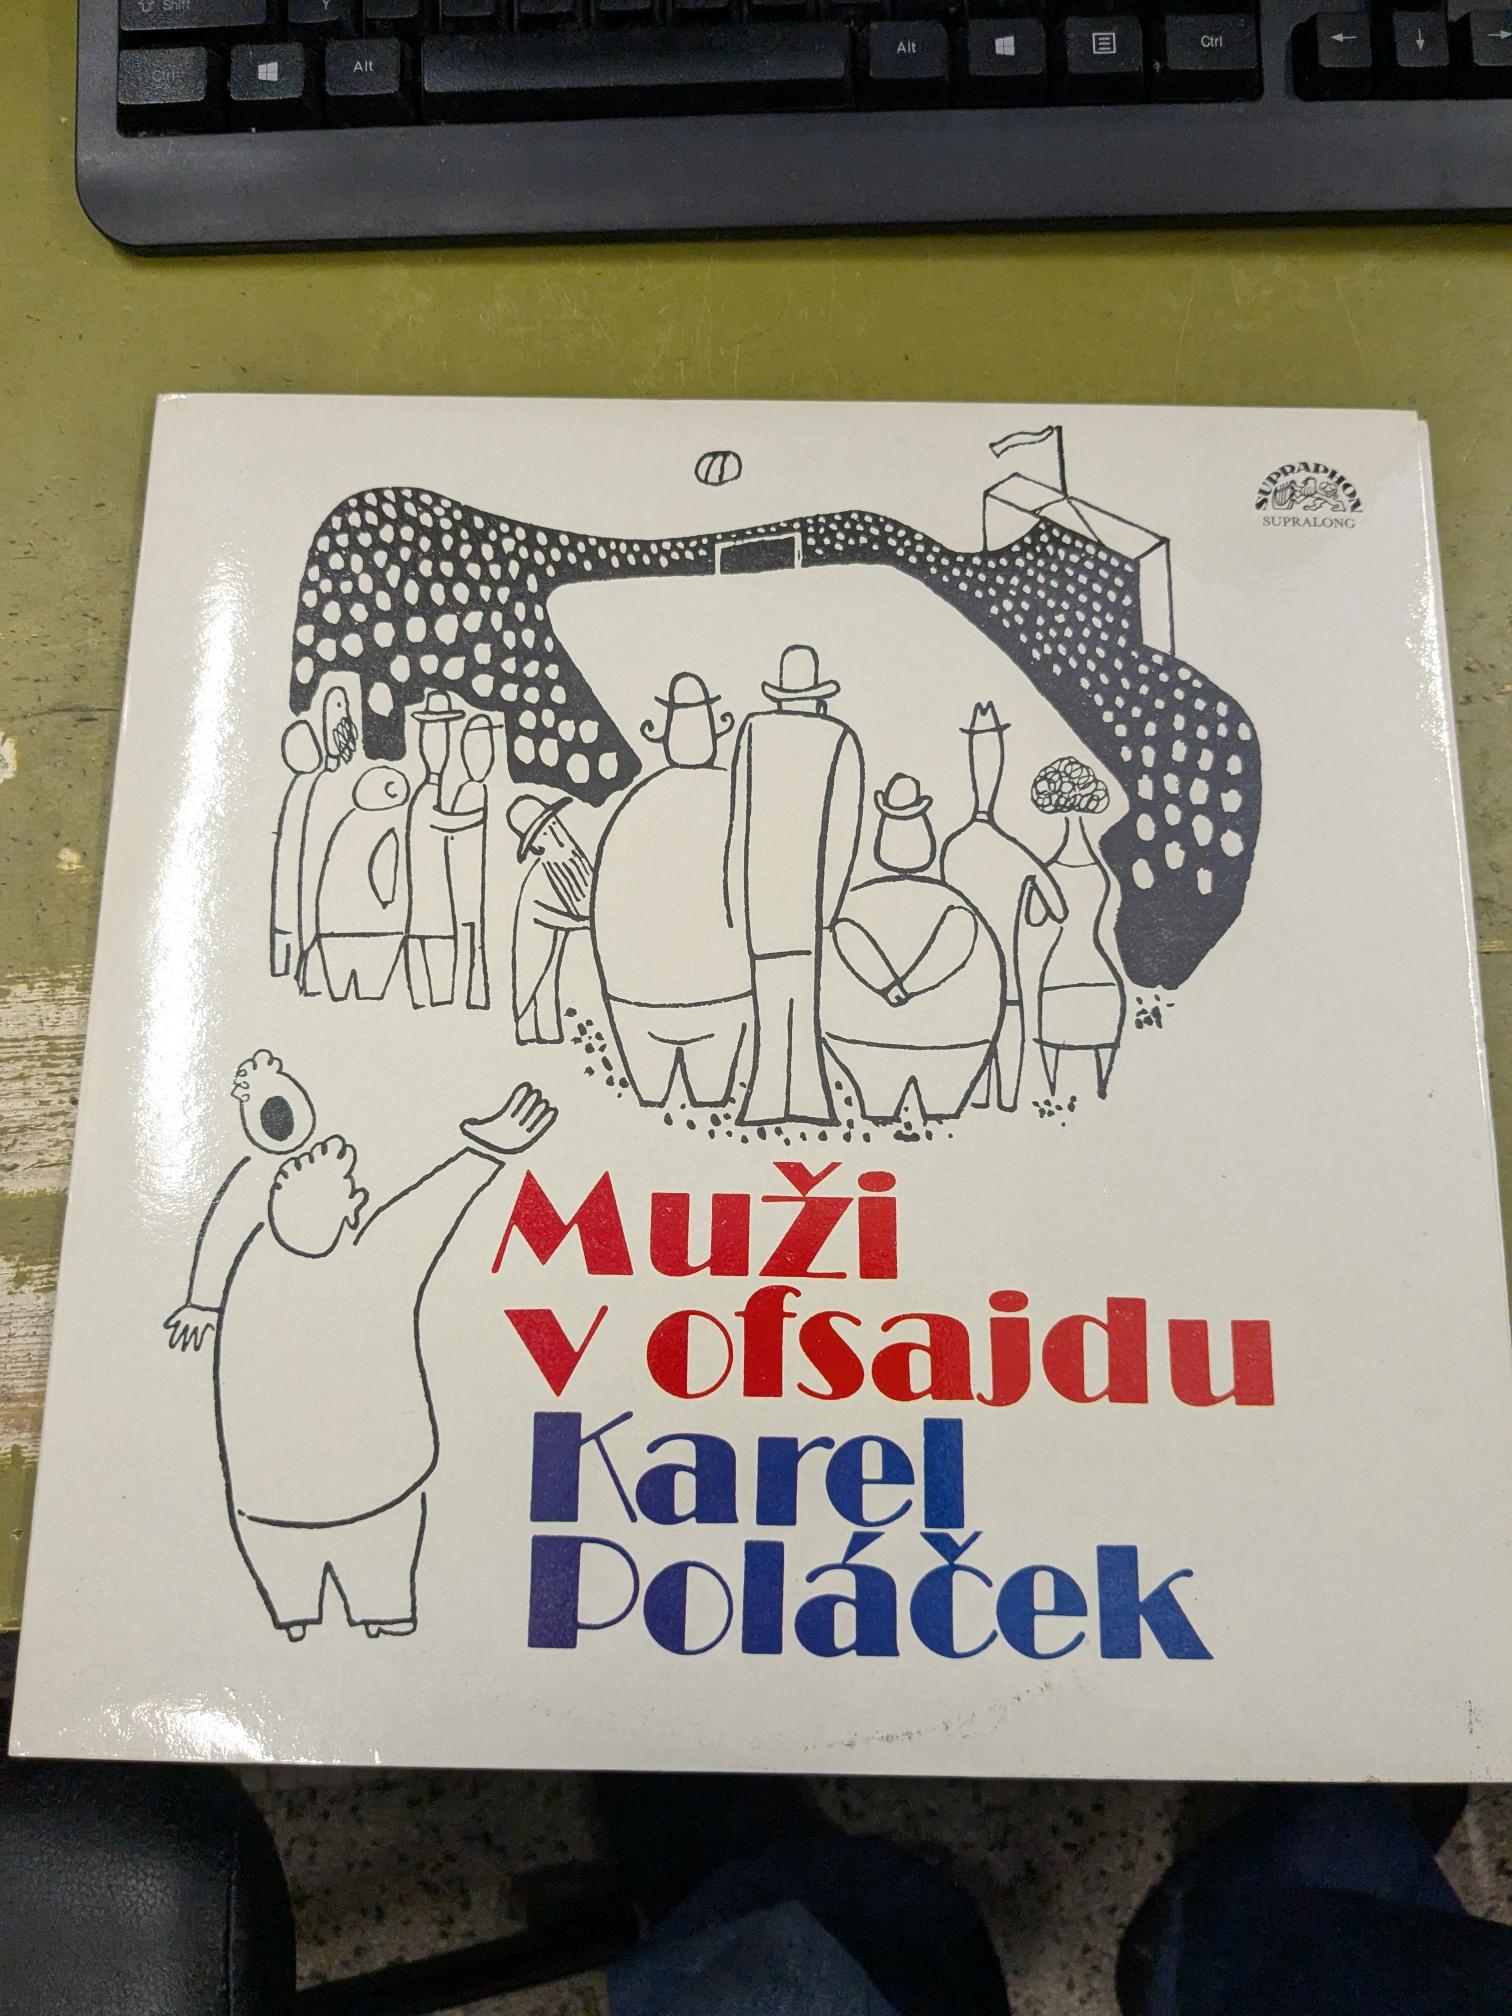 Shift
Y
Ctrl
Alt
Alt
Ctrl
SUPRAPHON
SUPRALONG
Muži
v ofsajdu
Karel
Poláček